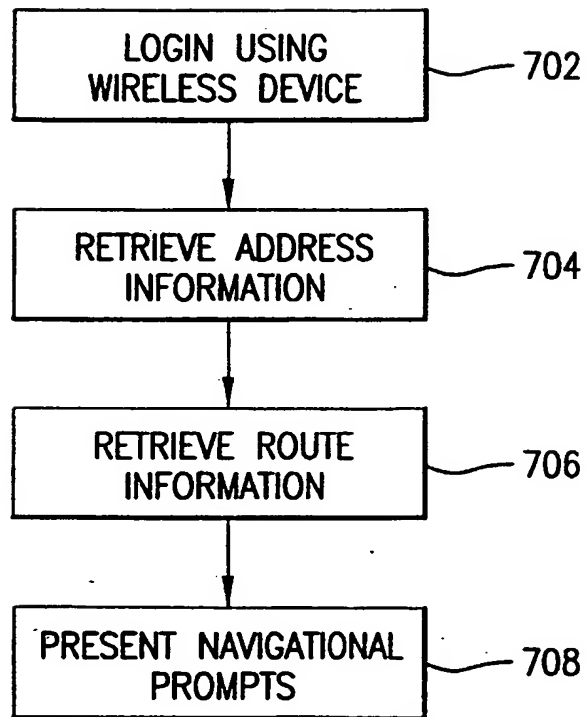 LOGIN USING
WIRELESS DEVICE
702
RETRIEVE ADDRESS
INFORMATION
704
RETRIEVE ROUTE
INFORMATION
706
PRESENT NAVIGATIONAL
PROMPTS
708